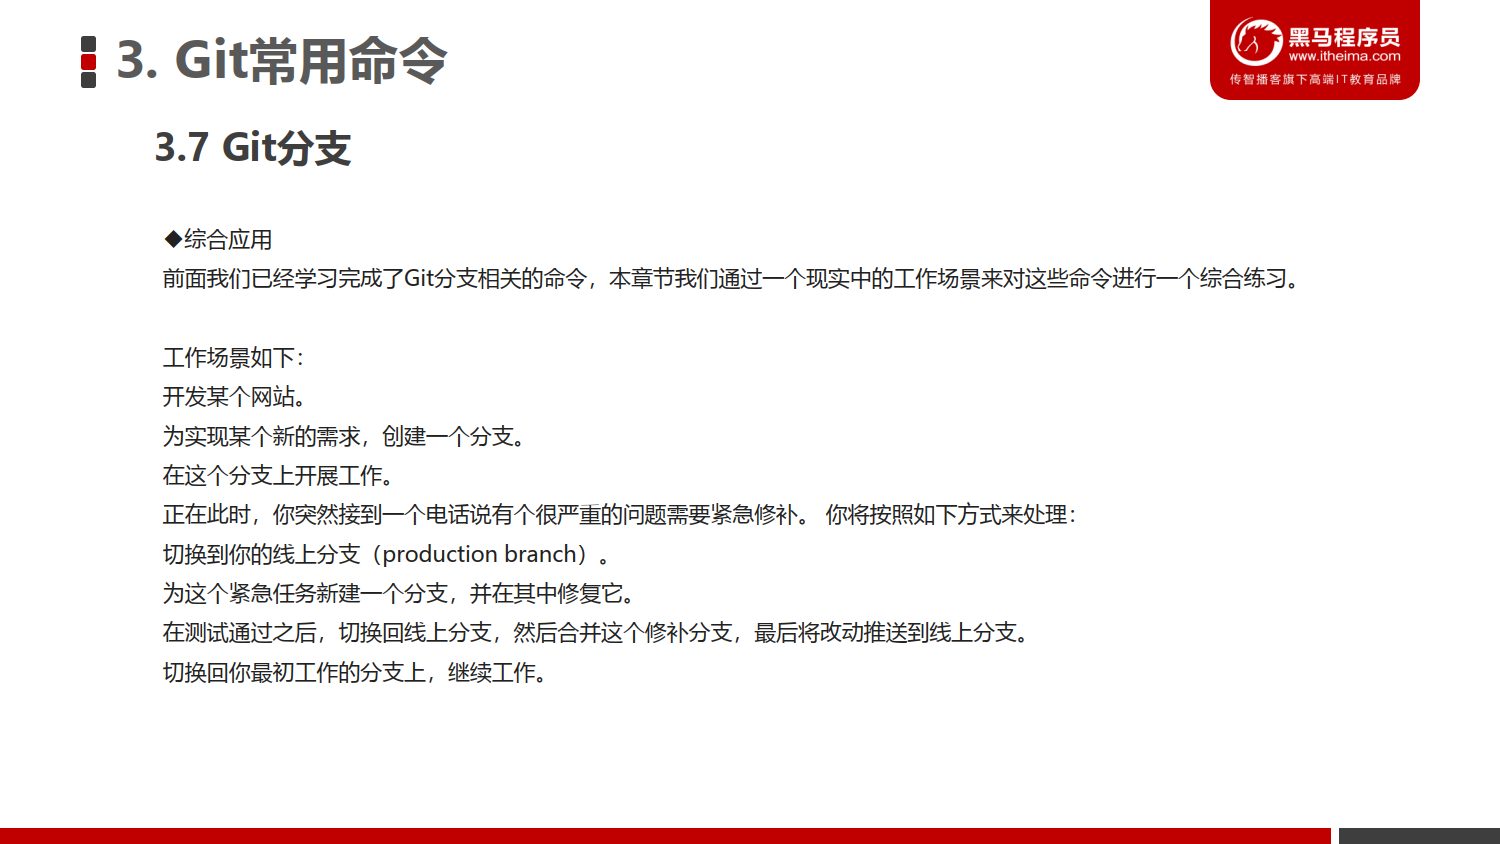 3. Git常用命令
黑马程序员
www.itheima.com
传智播客旗下高端IT教育品牌
3.7 Git分支
◆综合应用
前面我们已经学习完成了Git分支相关的命令，本章节我们通过一个现实中的工作场景来对这些命令进行一个综合练习。
工作场景如下：
开发某个网站。
为实现某个新的需求，创建一个分支。
在这个分支上开展工作。
正在此时，你突然接到一个电话说有个很严重的问题需要紧急修补。 你将按照如下方式来处理：
切换到你的线上分支（production branch）。
为这个紧急任务新建一个分支，并在其中修复它。
在测试通过之后，切换回线上分支，然后合并这个修补分支，最后将改动推送到线上分支。
切换回你最初工作的分支上，继续工作。